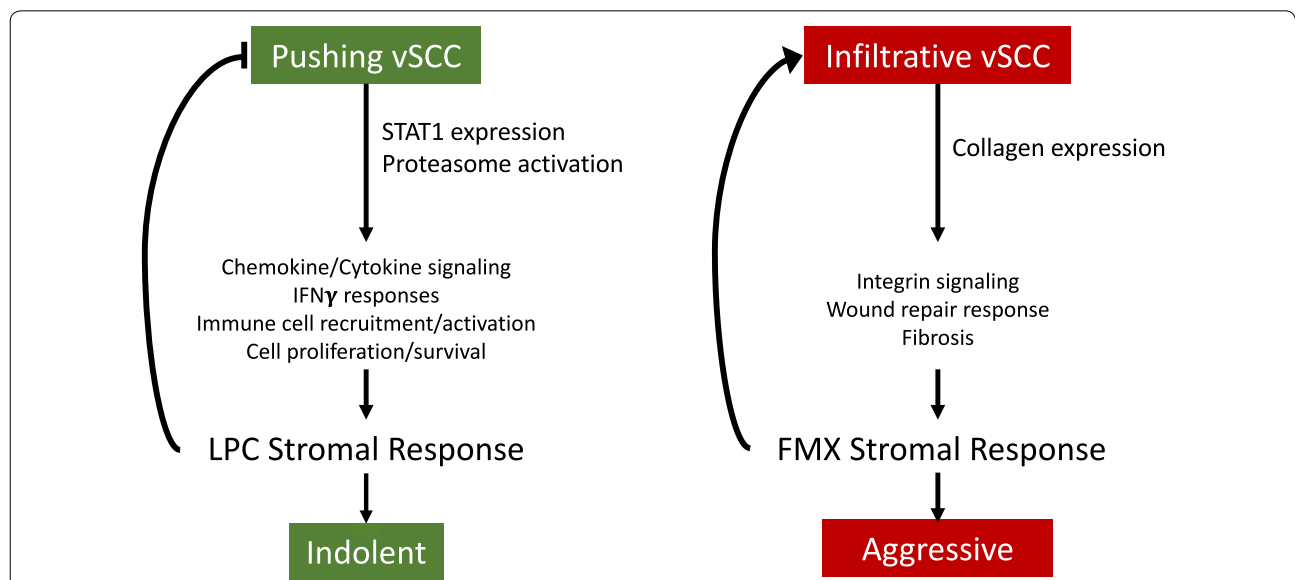 Pushing vSCC
STAT1 expression
Proteasome activation
Chemokine/Cytokine signaling
IFNγ responses
Immune cell recruitment/activation
Cell proliferation/survival
LPC Stromal Response
Indolent
Infiltrative vSCC
Collagen expression
Integrin signaling
Wound repair response
Fibrosis
FMX Stromal Response
Aggressive